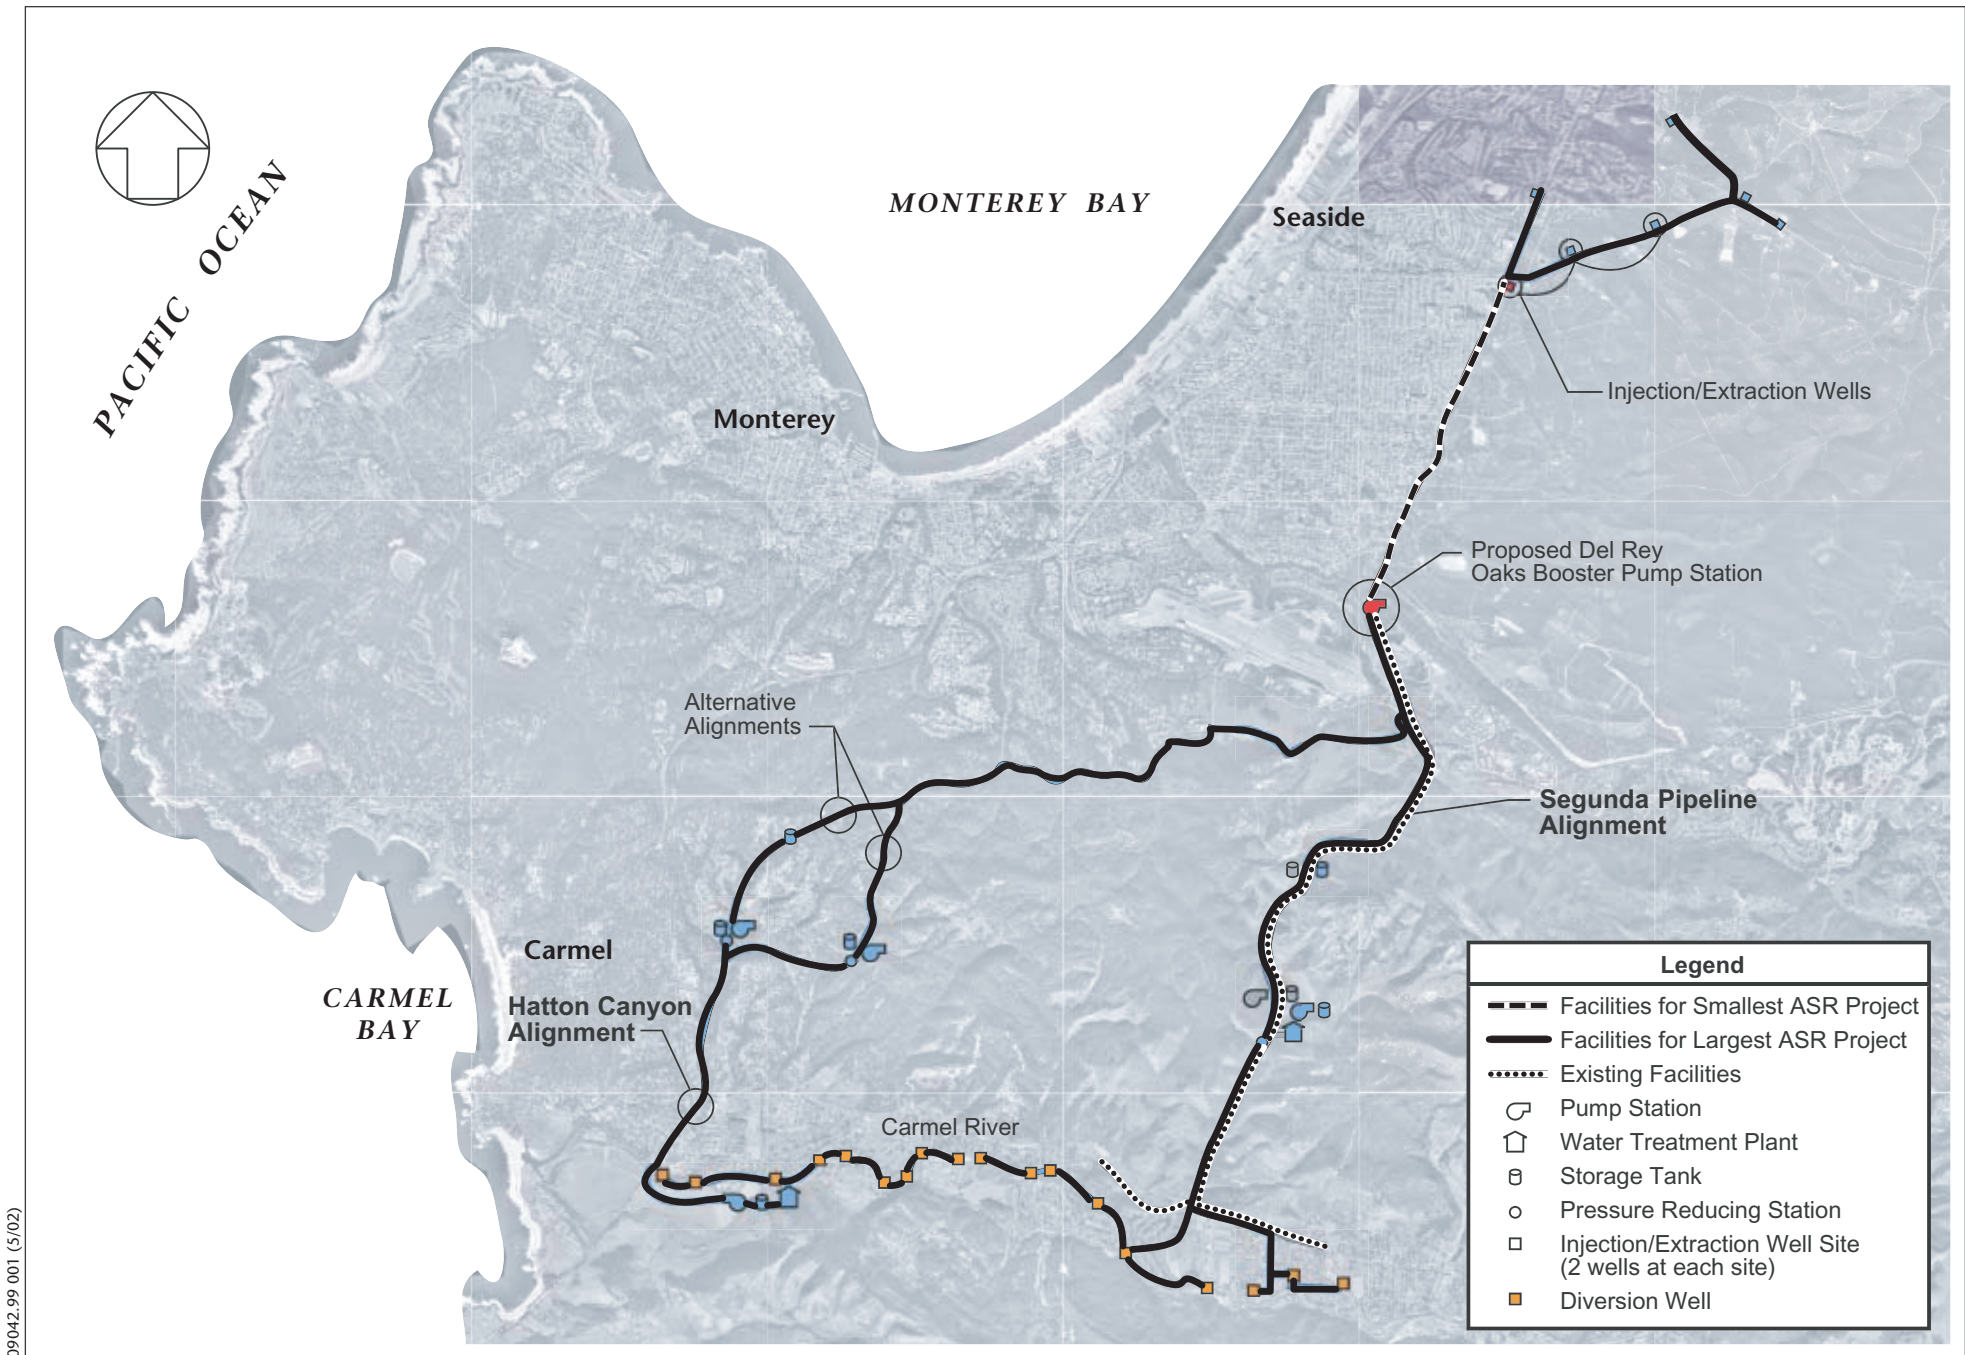 PACIFIC OCEAN
MONTEREY BAY
Seaside
Injection/Extraction Wells
Monterey
Proposed Del Rey
Oaks Booster Pump Station
Alternative
Alignments
Segunda Pipeline
Alignment
Carmel
CARMEL
BAY
Hatton Canyon
Alignment
Carmel River
Legend
Facilities for Smallest ASR Project
Facilities for Largest ASR Project
Existing Facilities
Pump Station
Water Treatment Plant
Storage Tank
Pressure Reducing Station
Injection/Extraction Well Site
(2 wells at each site)
Diversion Well
09042.99 001 (5/02)